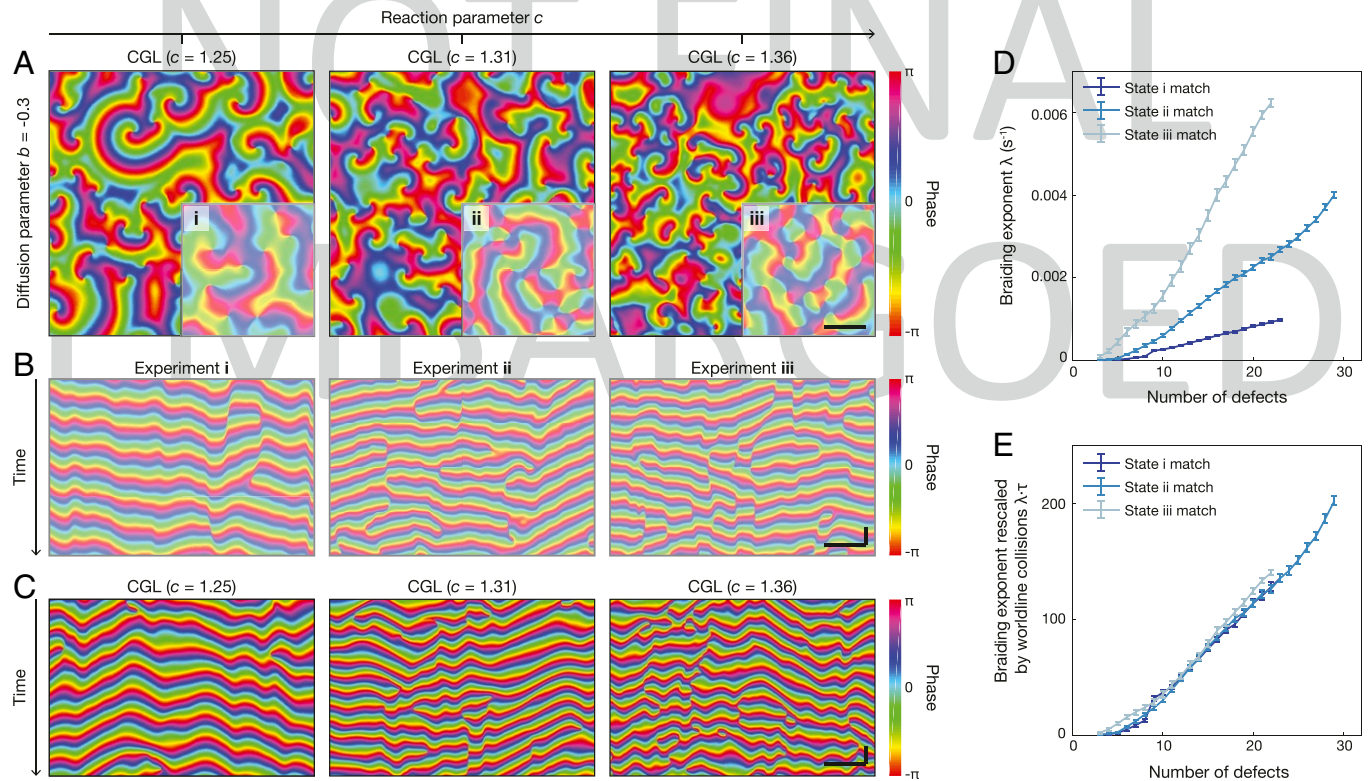 NOT FINAL
EMBARGOED
Reaction parameter c
A
CGL (c = 1.25)
CGL (c = 1.31)
CGL (c = 1.36)
Diffusion parameter b = -0.3
i
ii
iii
π
0
-π
Phase
B
Experiment i
Experiment ii
Experiment iii
Time
π
0
-π
Phase
C
CGL (c = 1.25)
CGL (c = 1.31)
CGL (c = 1.36)
Time
π
0
-π
Phase
D
State i match
State ii match
State iii match
Braiding exponent λ (s⁻¹)
0.006
0.004
0.002
0
0
10
20
30
Number of defects
E
State i match
State ii match
State iii match
Braiding exponent rescaled
by worldline collisions λ·τ
200
100
0
0
10
20
30
Number of defects